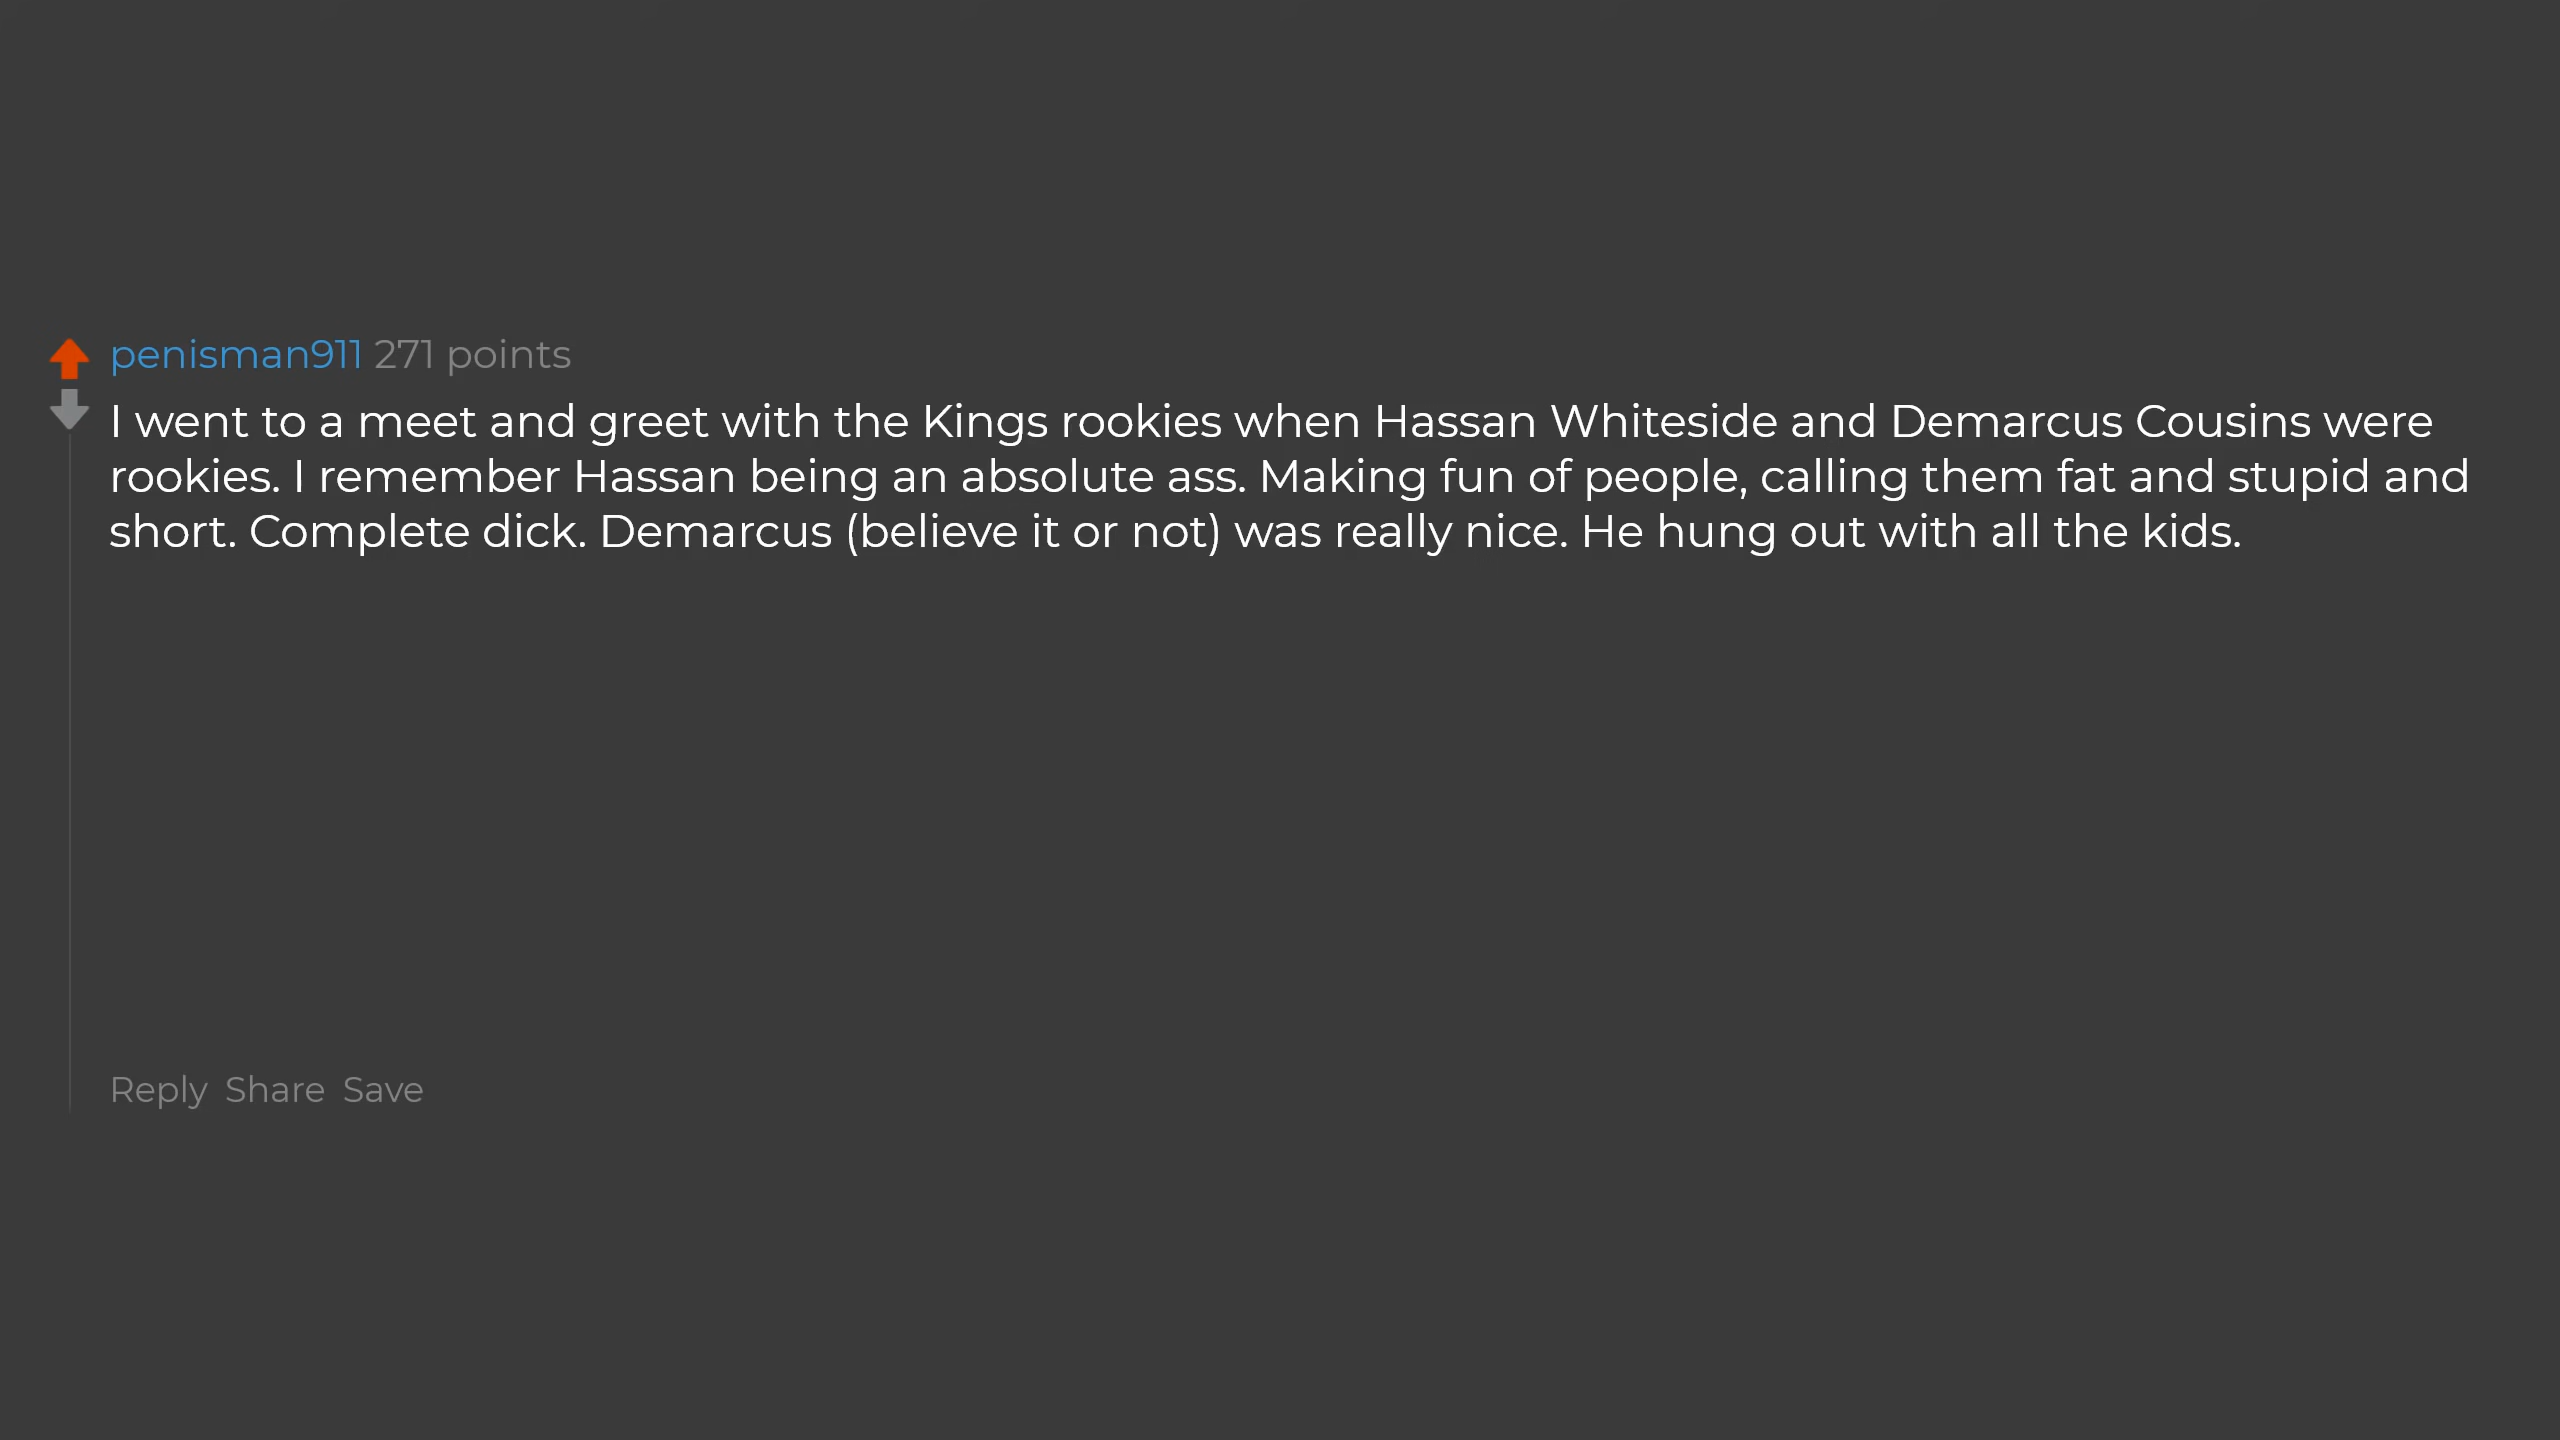 penisman911 271 points
I went to a meet and greet with the Kings rookies when Hassan Whiteside and Demarcus Cousins were
rookies. I remember Hassan being an absolute ass. Making fun of people, calling them fat and stupid and
short. Complete dick. Demarcus (believe it or not) was really nice. He hung out with all the kids.
Reply Share Save